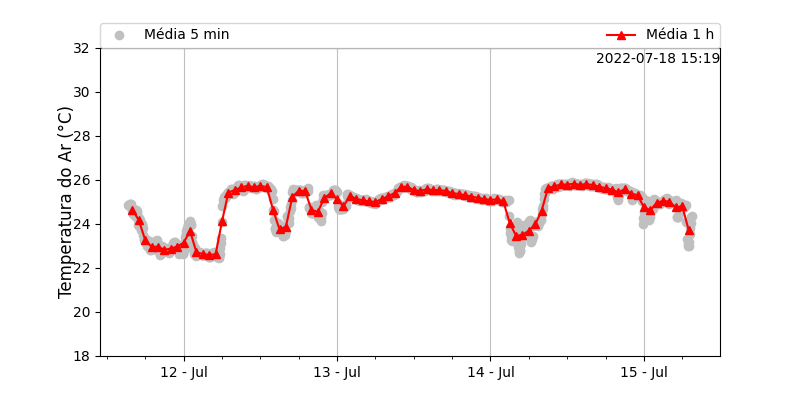 Média 5 min
Média 1 h
2022-07-18 15:19
Temperatura do Ar (°C)
32
30
28
26
24
22
20
18
12 - Jul
13 - Jul
14 - Jul
15 - Jul